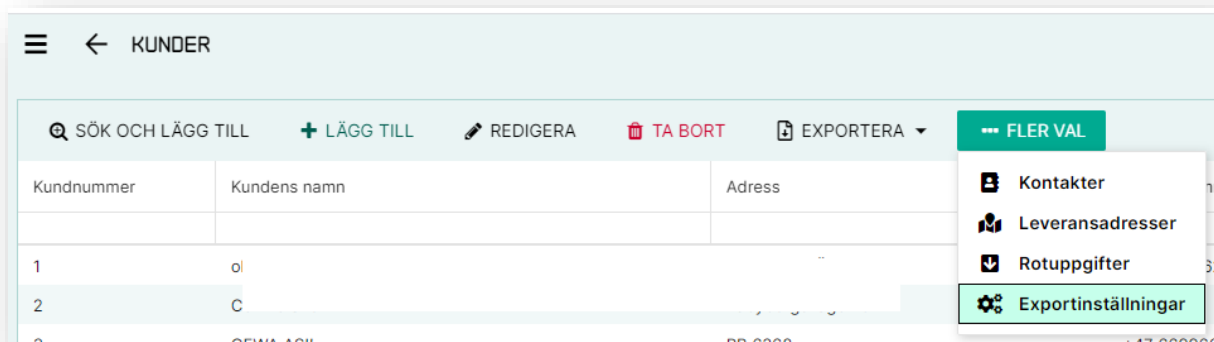 KUNDER
SÖK OCH LÄGG TILL LÄGG TILL REDIGERA TA BORT EXPORTERA FLER VAL
Kundnummer Kundens namn Adress
Kontakter
Leveransadresser
Rotuppgifter
Exportinställningar
1
2 C